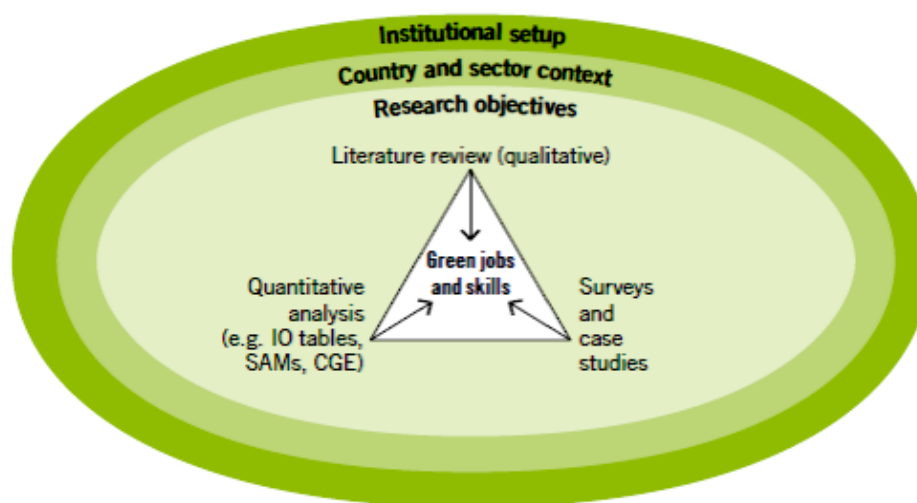 Institutional setup
Country and sector context
Research objectives
Literature review (qualitative)
Green jobs
and skills
Quantitative
analysis
(e.g. IO tables,
SAMs, CGE)
Surveys
and
case
studies